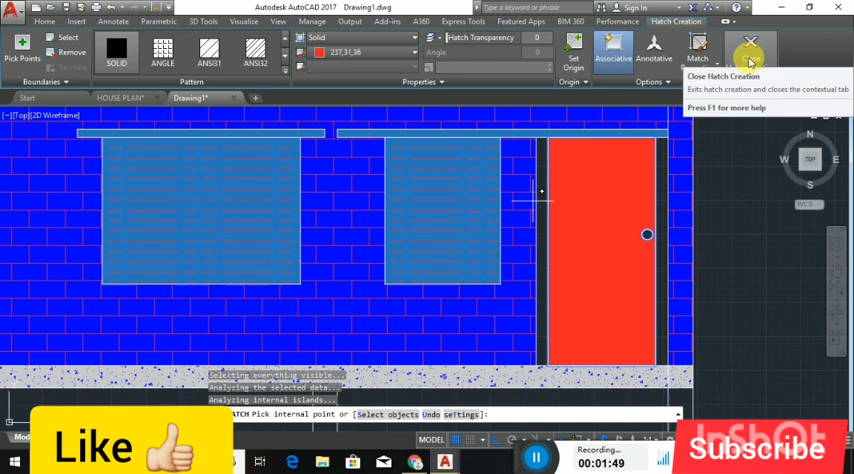 Autodesk AutoCAD 2017 Drawing1.dwg
Type a keyword or phrase
Sign In
Home Insert Annotate Parametric 3D Tools Visualize View Manage Output Add-ins A360 Express Tools Featured Apps BIM 360 Performance Hatch Creation
Pick Points
Select
Remove
Recreate
Boundaries
SOLID
ANGLE
ANSI31
ANSI32
Pattern
Solid
237,31,36
Hatch Transparency 0
Angle 0
Properties
Set
Origin
Origin
Associative
Annotative
Match
Options
Close
Close Hatch Creation
Exits hatch creation and closes the contextual tab
Press F1 for more help
Start HOUSE PLAN* Drawing1*
[−][Top][2D Wireframe]
N
W TOP E
S
WCS
Selecting everything visible...
Analyzing the selected data...
Analyzing internal islands...
HATCH Pick internal point or [Select objects Undo seTtings]:
MODEL
1:1
Like
Recording...
00:01:49
InShOt
Subscribe